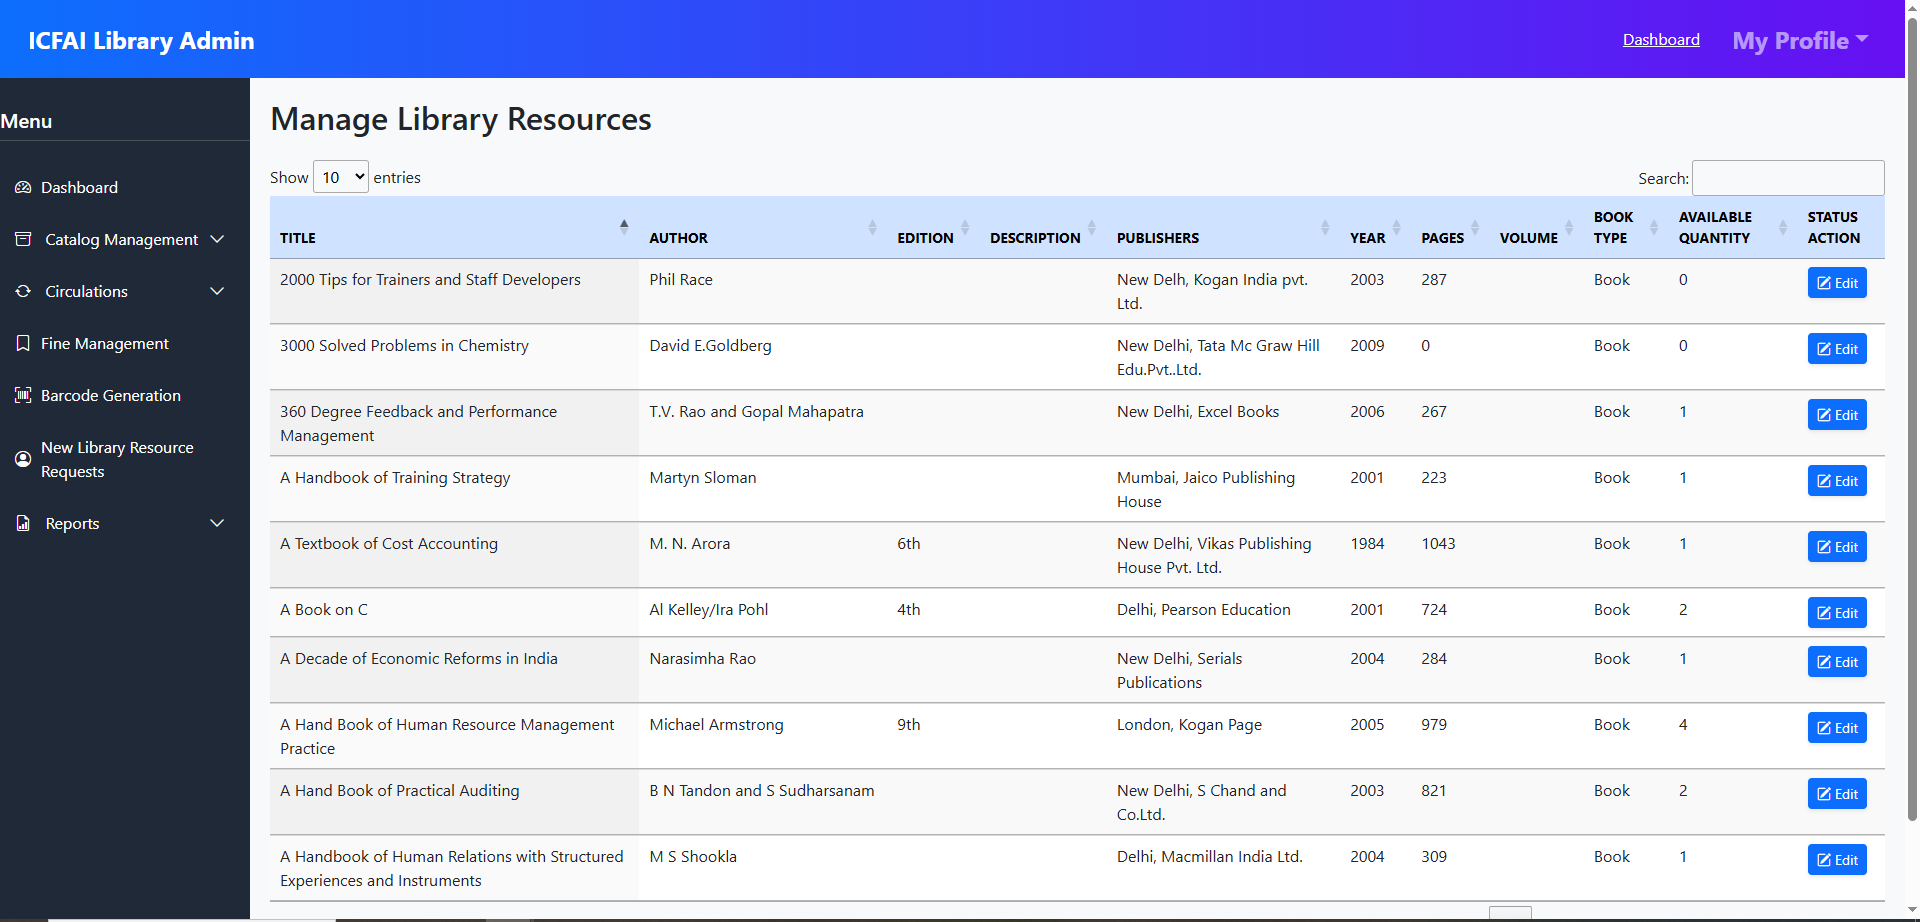 ICFAI Library Admin
Dashboard
My Profile
Menu
Dashboard
Catalog Management
Circulations
Fine Management
Barcode Generation
New Library Resource
Requests
Reports
Manage Library Resources
Show 10 entries
Search:
TITLE AUTHOR EDITION DESCRIPTION PUBLISHERS YEAR PAGES VOLUME BOOK TYPE AVAILABLE QUANTITY STATUS ACTION
2000 Tips for Trainers and Staff Developers Phil Race New Delh, Kogan India pvt. 2003 287 Book 0 Edit
Ltd.
3000 Solved Problems in Chemistry David E.Goldberg New Delhi, Tata Mc Graw Hill 2009 0 Book 0 Edit
Edu.Pvt..Ltd.
360 Degree Feedback and Performance T.V. Rao and Gopal Mahapatra New Delhi, Excel Books 2006 267 Book 1 Edit
Management
A Handbook of Training Strategy Martyn Sloman Mumbai, Jaico Publishing 2001 223 Book 1 Edit
House
A Textbook of Cost Accounting M. N. Arora 6th New Delhi, Vikas Publishing 1984 1043 Book 1 Edit
House Pvt. Ltd.
A Book on C Al Kelley/Ira Pohl 4th Delhi, Pearson Education 2001 724 Book 2 Edit
A Decade of Economic Reforms in India Narasimha Rao New Delhi, Serials 2004 284 Book 1 Edit
Publications
A Hand Book of Human Resource Management Michael Armstrong 9th London, Kogan Page 2005 979 Book 4 Edit
Practice
A Hand Book of Practical Auditing B N Tandon and S Sudharsanam New Delhi, S Chand and 2003 821 Book 2 Edit
Co.Ltd.
A Handbook of Human Relations with Structured M S Shookla Delhi, Macmillan India Ltd. 2004 309 Book 1 Edit
Experiences and Instruments